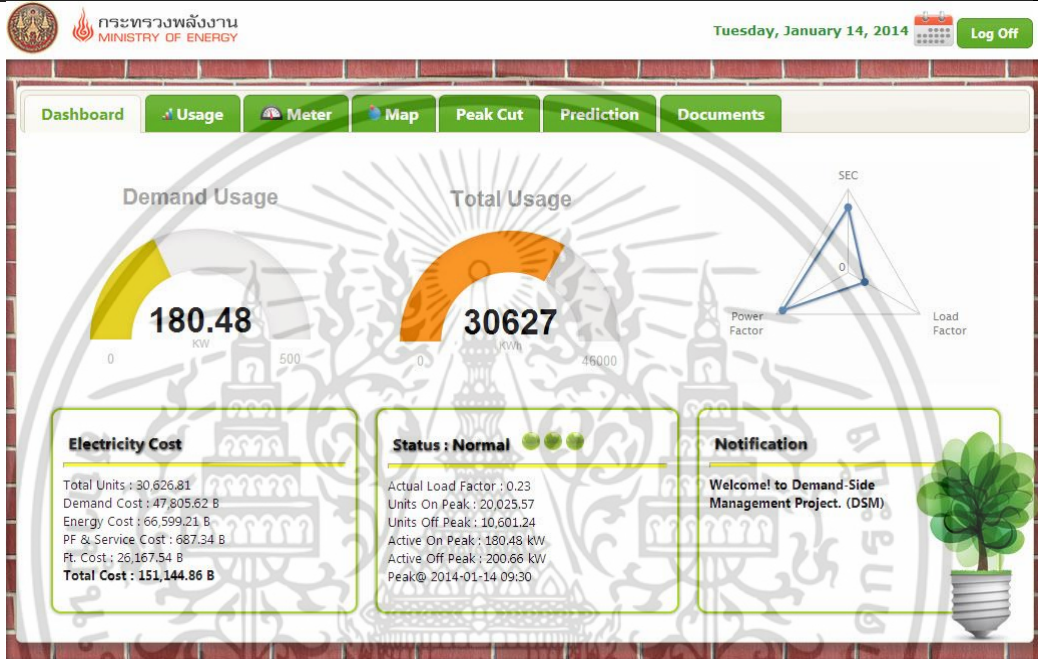 กระทรวงพลังงาน
MINISTRY OF ENERGY
Tuesday, January 14, 2014
Log Off
Dashboard
Usage
Meter
Map
Peak Cut
Prediction
Documents
Demand Usage
180.48
KW
0
500
Total Usage
30627
KWh
0
46000
SEC
0
Power
Factor
Load
Factor
Electricity Cost
Total Units : 30,626.81
Demand Cost : 47,805.62 B
Energy Cost : 66,599.21 B
PF & Service Cost : 687.34 B
Ft. Cost : 26,167.54 B
Total Cost : 151,144.86 B
Status : Normal
Actual Load Factor : 0.23
Units On Peak : 20,025.57
Units Off Peak : 10,601.24
Active On Peak : 180.48 kW
Active Off Peak : 200.66 kW
Peak@ 2014-01-14 09:30
Notification
Welcome! to Demand-Side
Management Project. (DSM)